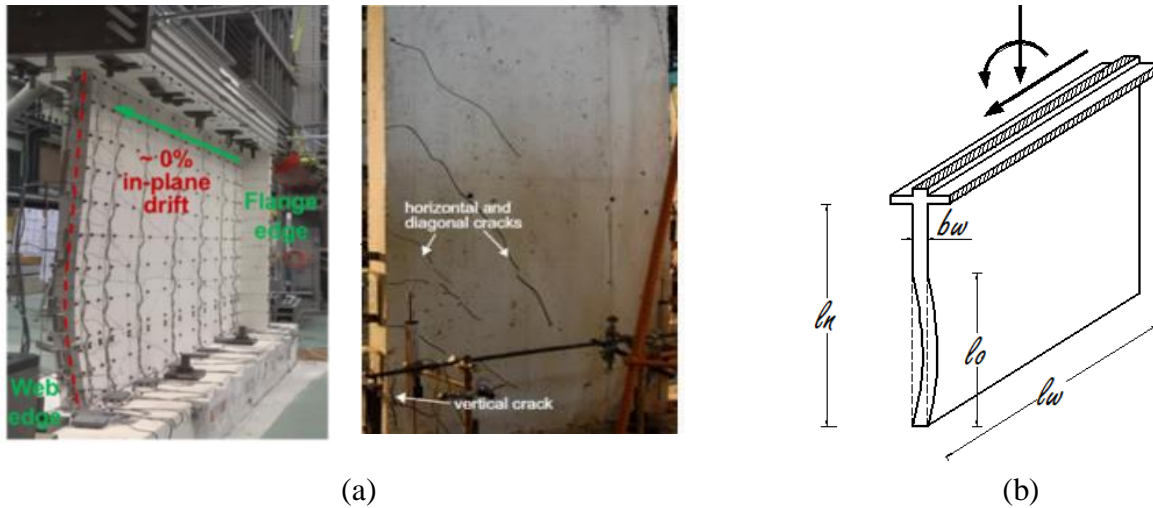 ~ 0%
in-plane
drift
Flange
edge
Web
edge
horizontal and
diagonal cracks
vertical crack
bw
ln
lo
lw
(a)
(b)